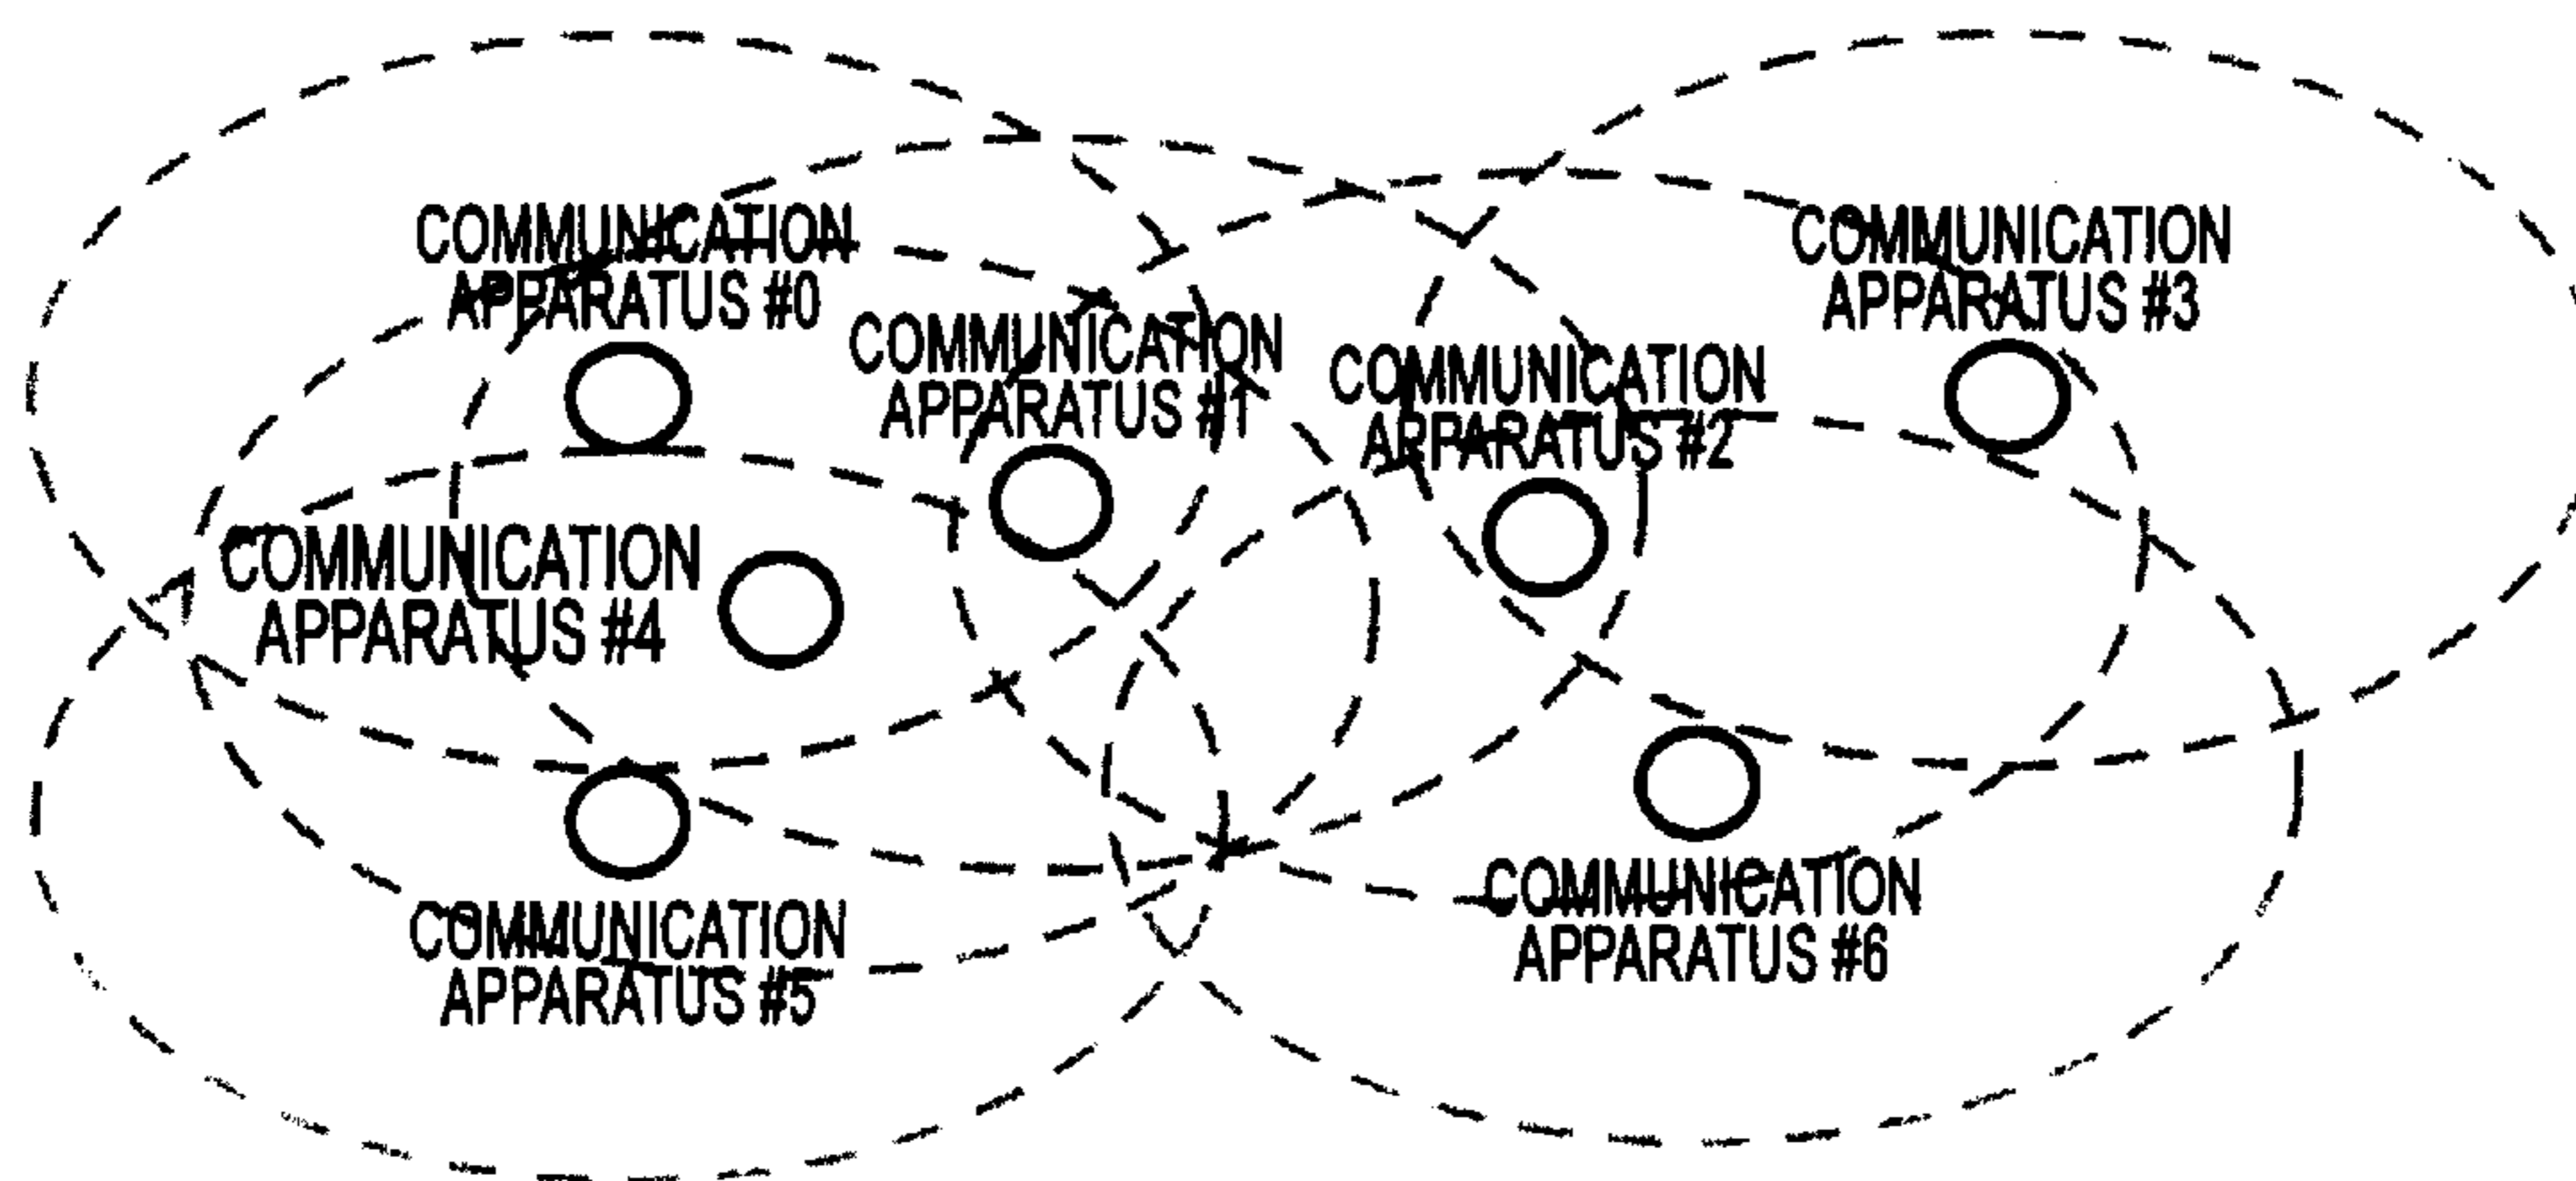 COMMUNICATION
APPARATUS #0
COMMUNICATION
APPARATUS #3
COMMUNICATION
APPARATUS #1
COMMUNICATION
APPARATUS #2
COMMUNICATION
APPARATUS #4
COMMUNICATION
APPARATUS #6
COMMUNICATION
APPARATUS #5